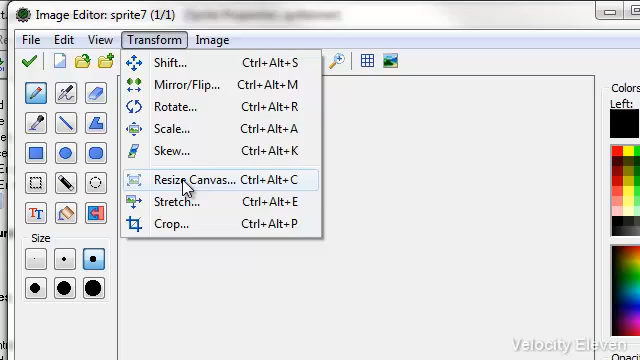 Image Editor: sprite7 (1/1)
File Edit View Transform Image
Shift... Ctrl+Alt+S
Mirror/Flip... Ctrl+Alt+M
Rotate... Ctrl+Alt+R
Scale... Ctrl+Alt+A
Skew... Ctrl+Alt+K
Resize Canvas... Ctrl+Alt+C
Stretch... Ctrl+Alt+E
Crop... Ctrl+Alt+P
Colors
Left:
TT
Size
Velocity Eleven